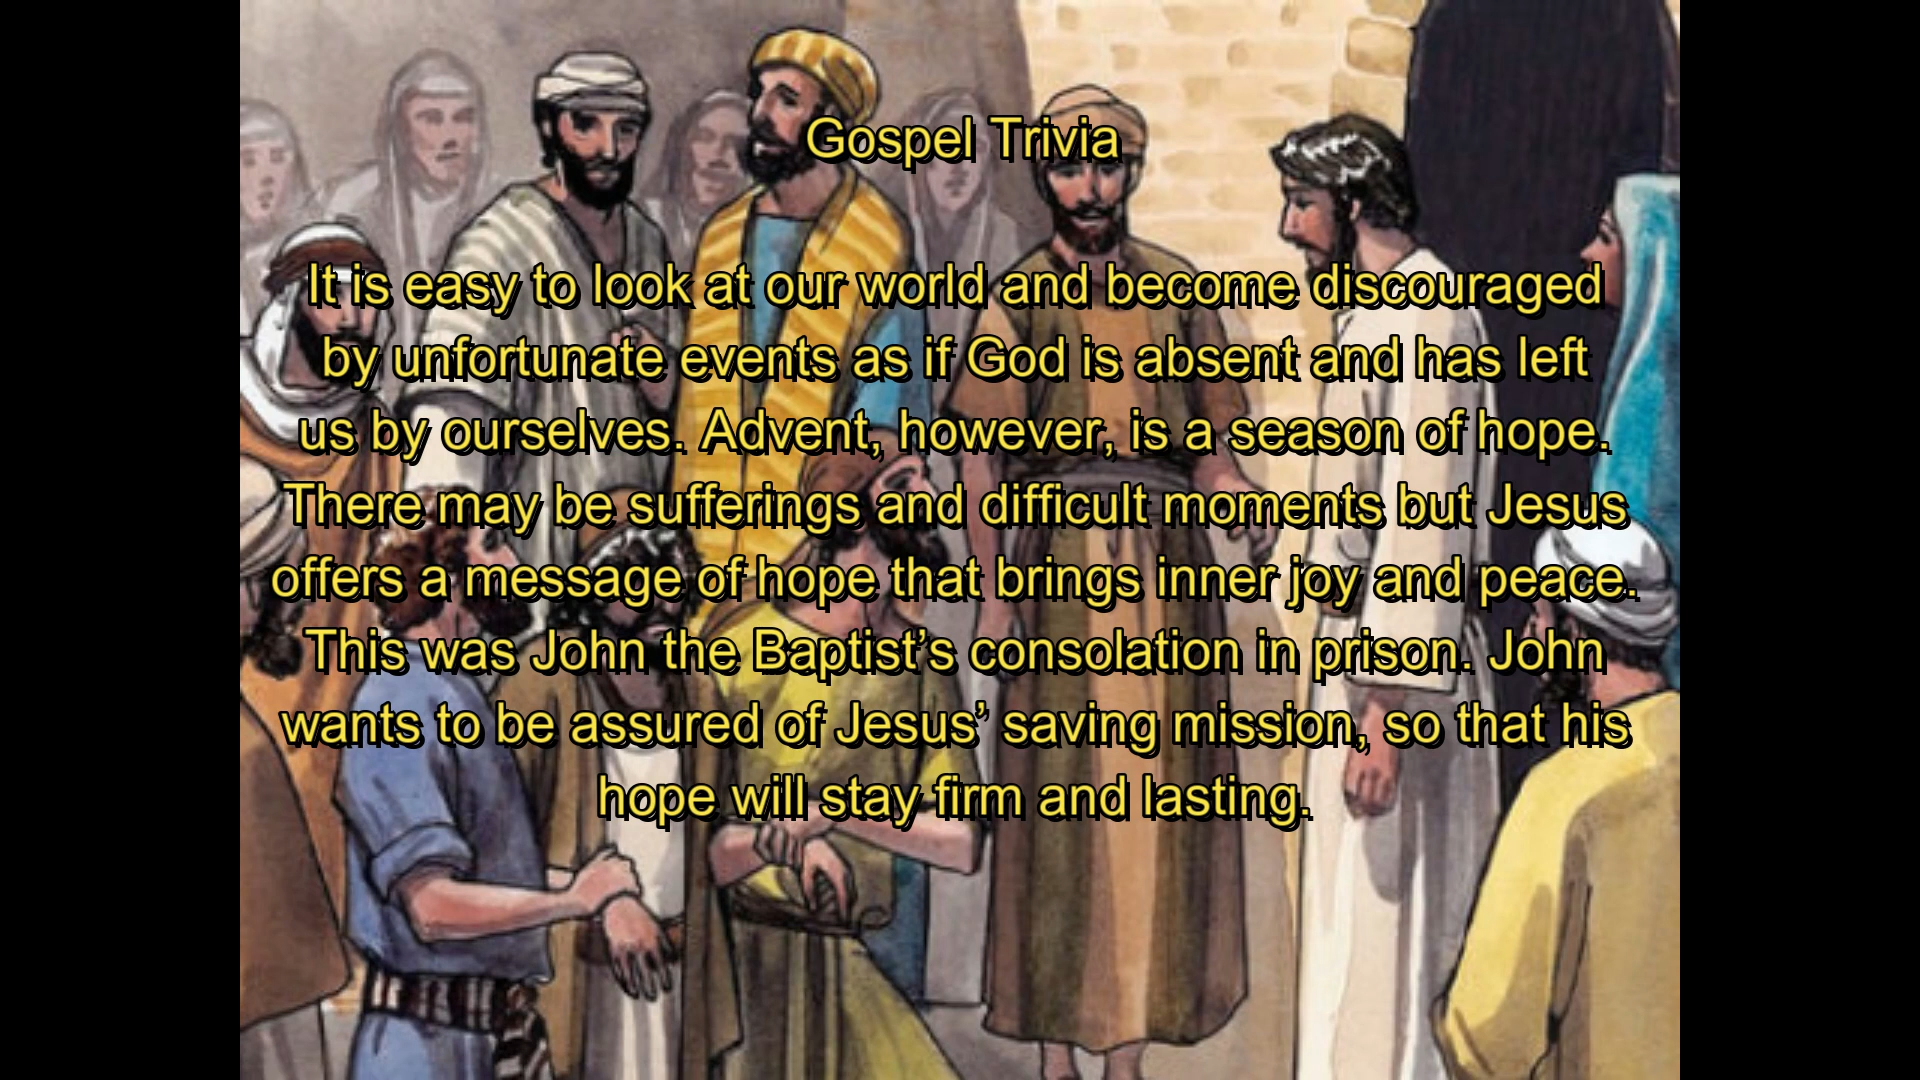 Gospel Trivia
It is easy to look at our world and become discouraged
by unfortunate events as if God is absent and has left
us by ourselves. Advent, however, is a season of hope.
There may be sufferings and difficult moments but Jesus
offers a message of hope that brings inner joy and peace.
This was John the Baptist’s consolation in prison. John
wants to be assured of Jesus’ saving mission, so that his
hope will stay firm and lasting.